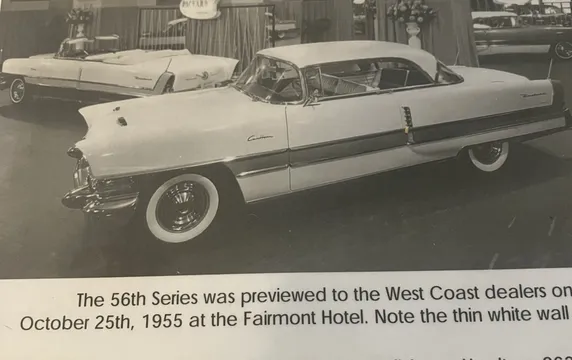 The 56th Series was previewed to the West Coast dealers on
October 25th, 1955 at the Fairmont Hotel. Note the thin white wall